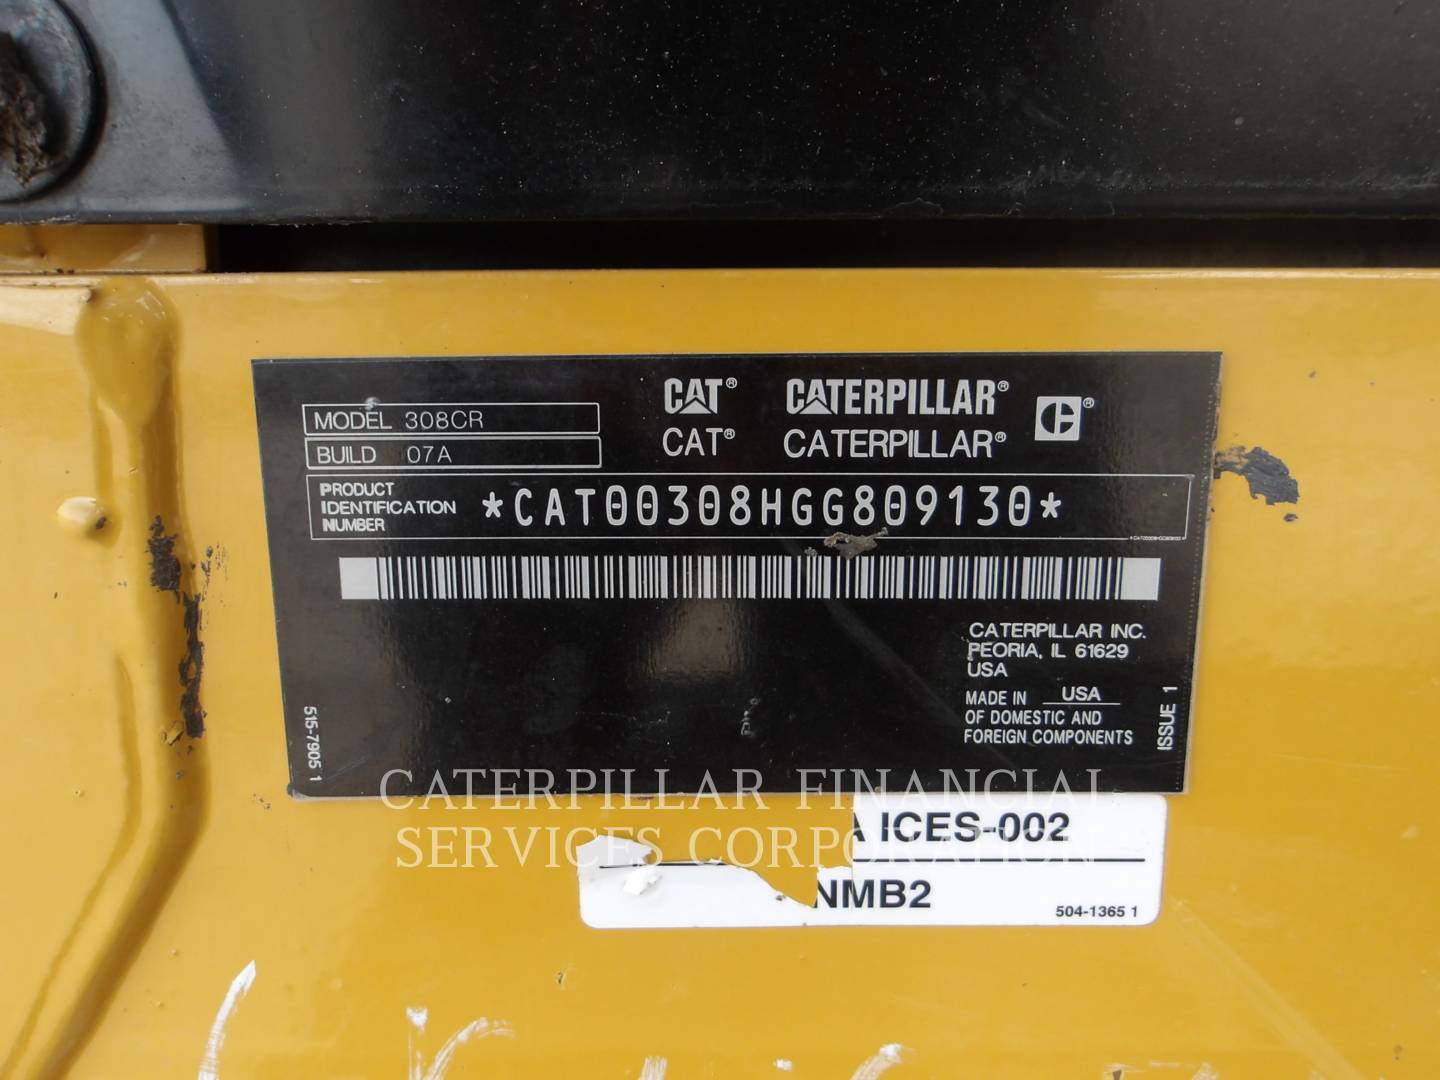 CAT® CATERPILLAR®
MODEL 308CR
CAT® CATERPILLAR®
BUILD 07A
PRODUCT IDENTIFICATION NUMBER *CAT00308HGG809130*
CATERPILLAR INC.
PEORIA, IL 61629
USA
MADE IN USA
OF DOMESTIC AND
FOREIGN COMPONENTS
ISSUE 1
515-7905 1
CATERPILLAR FINANCIAL
SERVICES CORPORATION
ICES-002
NMB2
504-1365 1